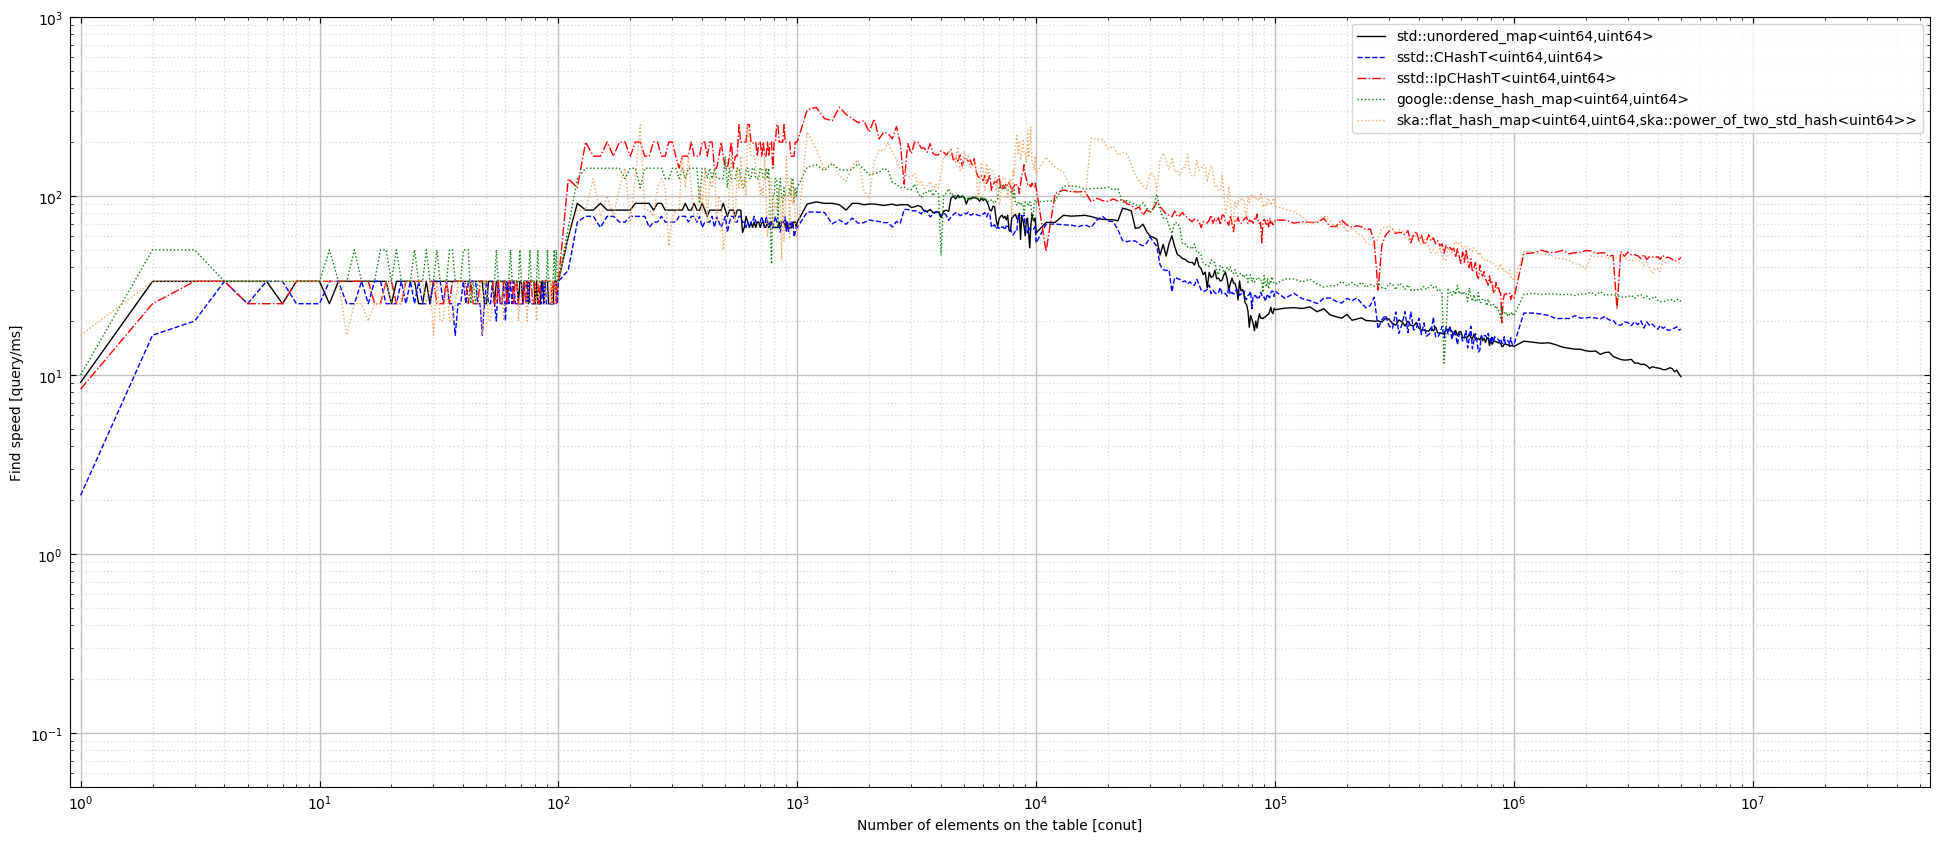 10³
10²
10¹
10⁰
10⁻¹
Find speed [query/ms]
std::unordered_map<uint64,uint64>
sstd::CHashT<uint64,uint64>
sstd::IpCHashT<uint64,uint64>
google::dense_hash_map<uint64,uint64>
ska::flat_hash_map<uint64,uint64,ska::power_of_two_std_hash<uint64>>
10⁰ 10¹ 10² 10³ 10⁴ 10⁵ 10⁶ 10⁷
Number of elements on the table [conut]